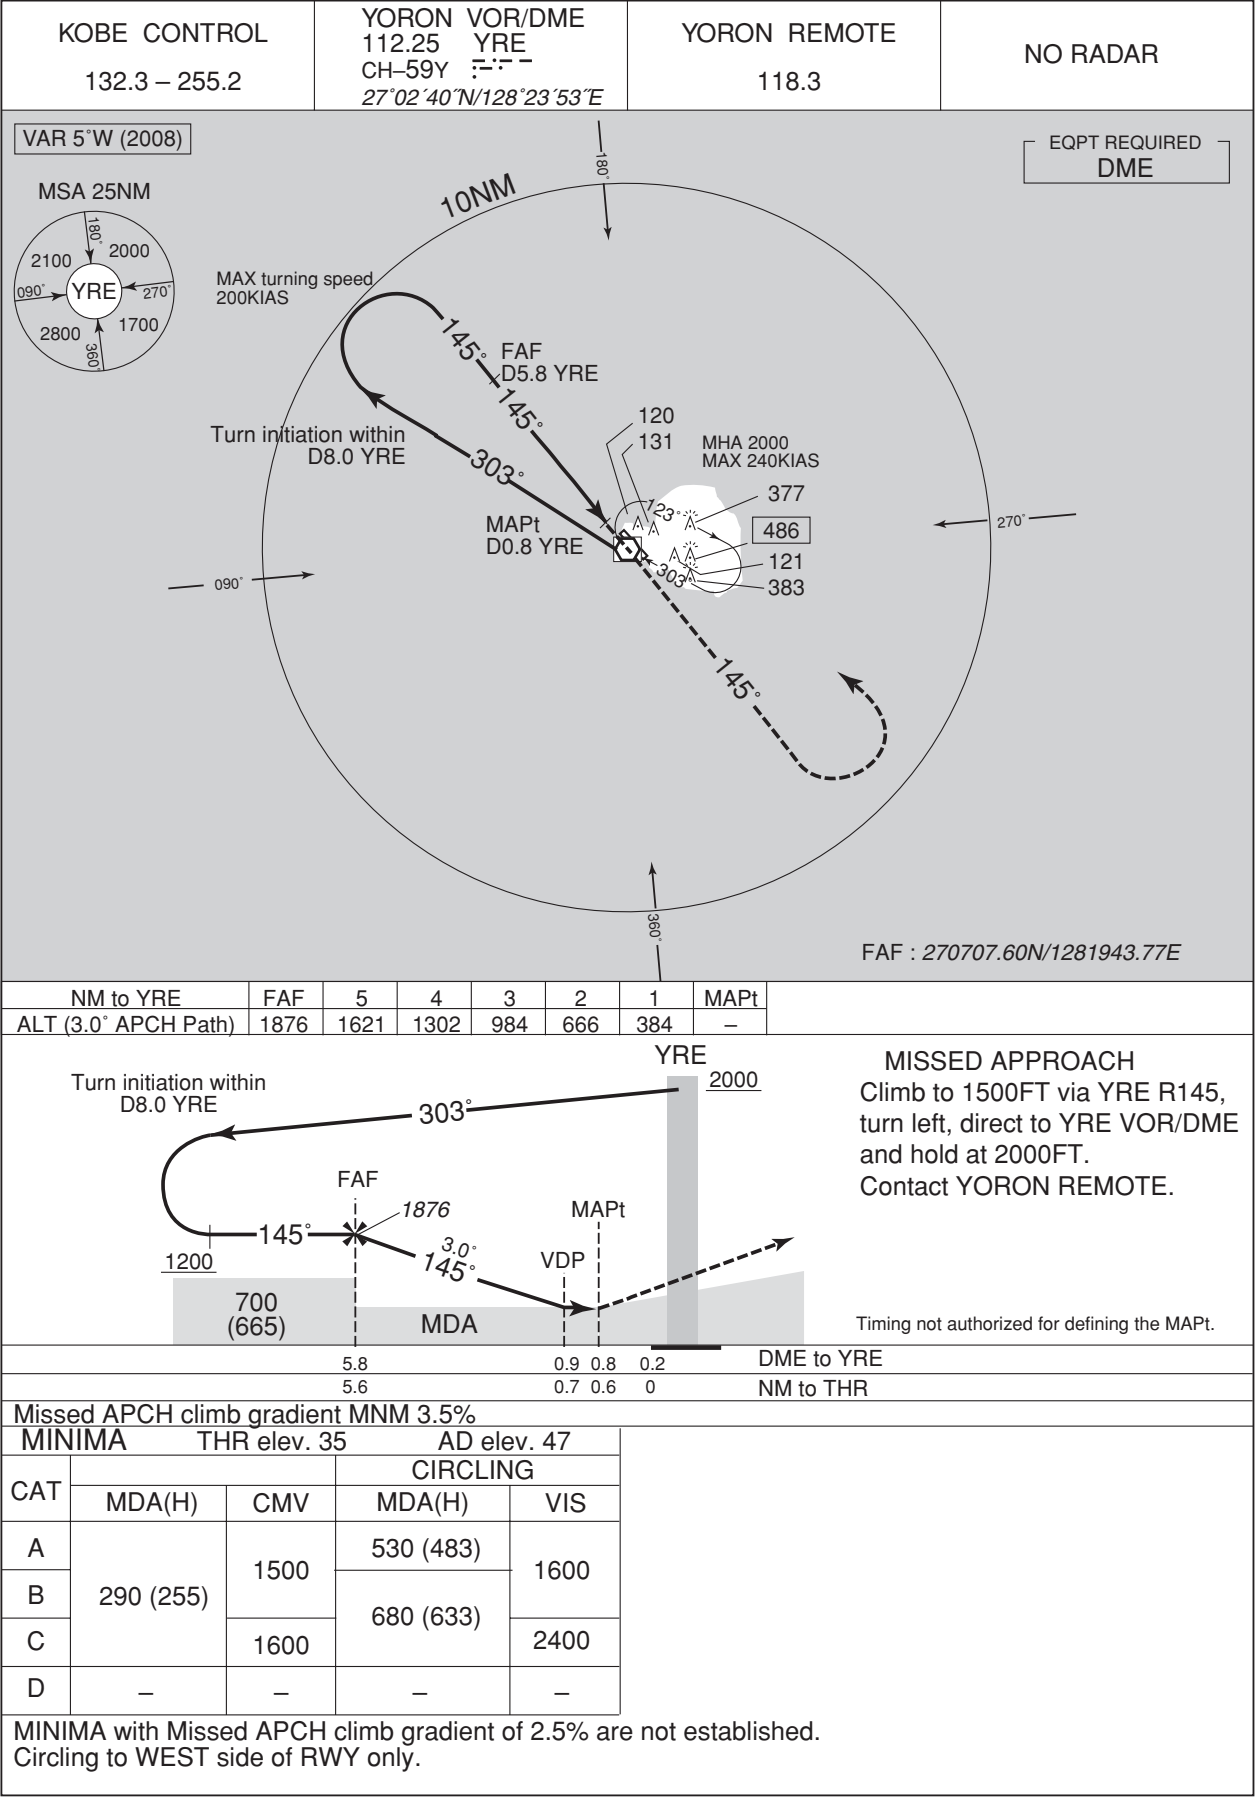 KOBE CONTROL
132.3 – 255.2
YORON VOR/DME
112.25 YRE
CH–59Y
27°02´40˝N/128°23´53˝E
YORON REMOTE
118.3
NO RADAR
VAR 5°W (2008)
EQPT REQUIRED
DME
MSA 25NM
180°
2100
2000
090°
YRE
270°
2800
1700
360°
10NM
180°
MAX turning speed
200KIAS
145°
FAF
D5.8 YRE
145°
Turn initiation within
D8.0 YRE
303°
120
131
MHA 2000
MAX 240KIAS
377
123°
MAPt
D0.8 YRE
486
121
303°
383
270°
090°
145°
360°
FAF : 270707.60N/1281943.77E
NM to YRE FAF 5 4 3 2 1 MAPt
ALT (3.0° APCH Path) 1876 1621 1302 984 666 384 –
YRE
Turn initiation within
D8.0 YRE
2000
303°
FAF
1876
MAPt
145°
3.0°
145°
VDP
1200
700
(665)
MDA
MISSED APPROACH
Climb to 1500FT via YRE R145,
turn left, direct to YRE VOR/DME
and hold at 2000FT.
Contact YORON REMOTE.
Timing not authorized for defining the MAPt.
5.8 0.9 0.8 0.2 DME to YRE
5.6 0.7 0.6 0 NM to THR
Missed APCH climb gradient MNM 3.5%
MINIMA THR elev. 35 AD elev. 47
CAT
CIRCLING
MDA(H) CMV MDA(H) VIS
A
530 (483)
1500
1600
B
290 (255)
680 (633)
C
1600
2400
D – – – –
MINIMA with Missed APCH climb gradient of 2.5% are not established.
Circling to WEST side of RWY only.